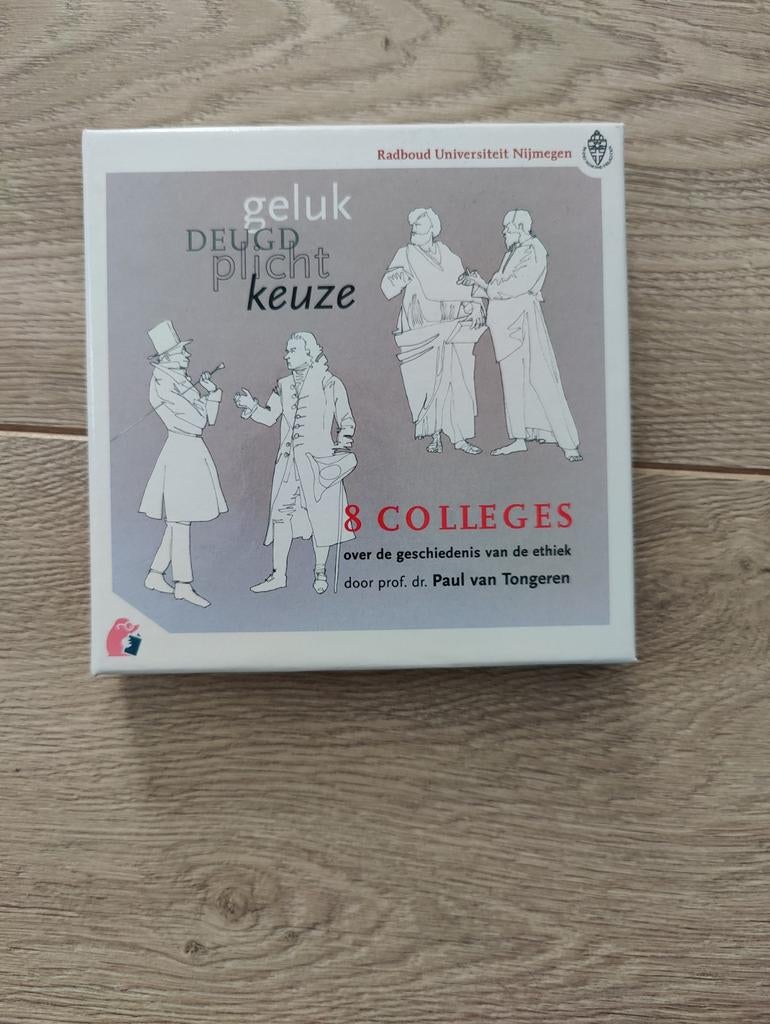 Radboud Universiteit Nijmegen
geluk
DEUGD
plicht
keuze
8 COLLEGES
over de geschiedenis van de ethiek
door prof. dr. Paul van Tongeren